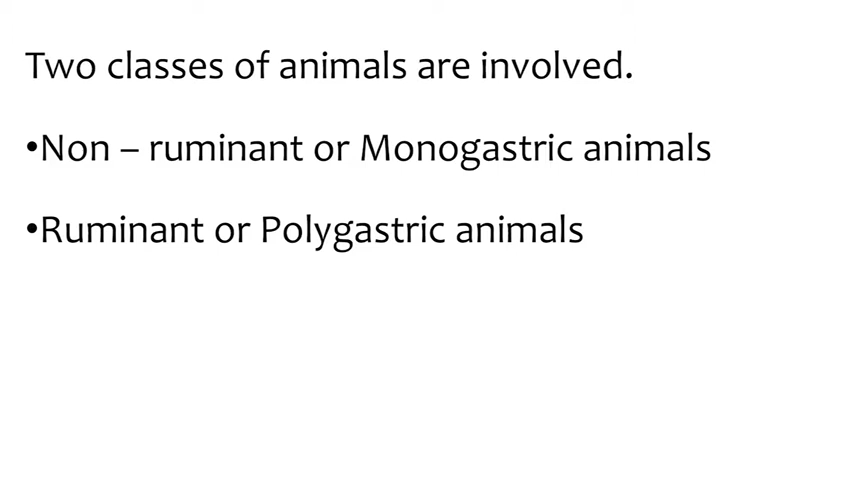 Two classes of animals are involved.
•Non – ruminant or Monogastric animals
•Ruminant or Polygastric animals